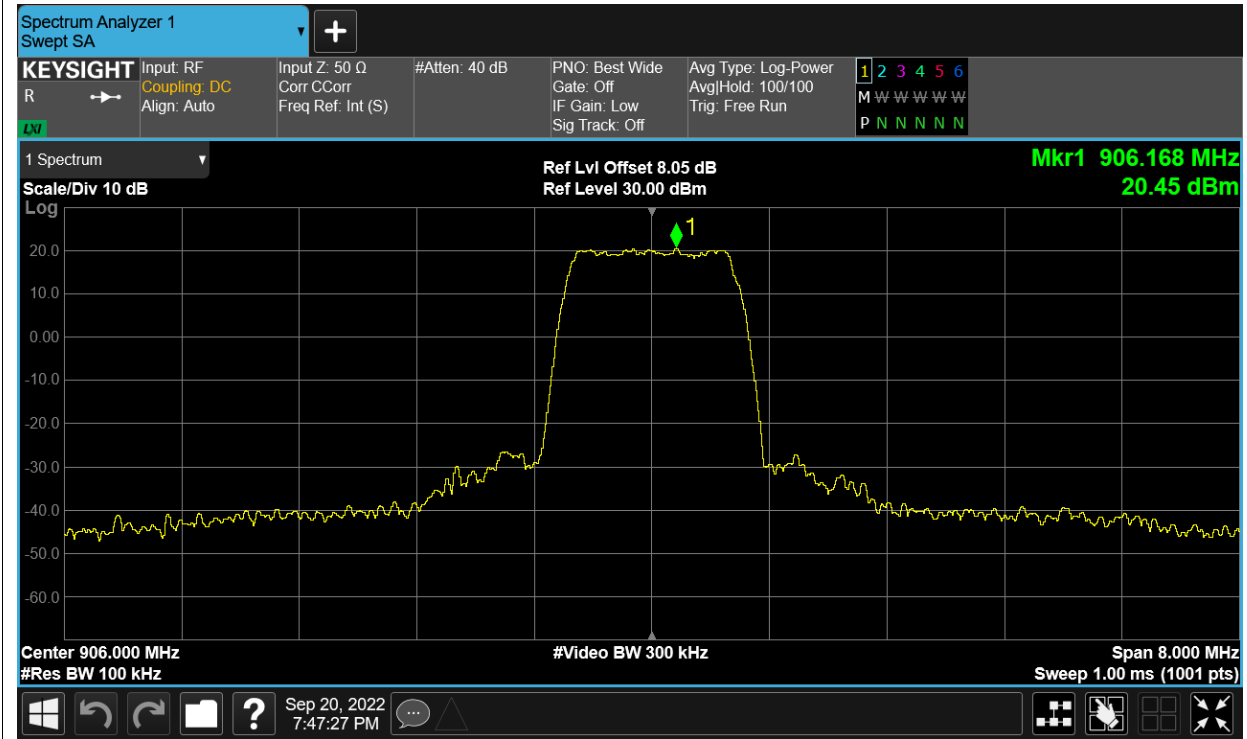 Spectrum Analyzer 1
Swept SA
+
KEYSIGHT
R
LXI
Input: RF
Coupling: DC
Align: Auto
Input Z: 50 Ω
Corr CCorr
Freq Ref: Int (S)
#Atten: 40 dB
PNO: Best Wide
Gate: Off
IF Gain: Low
Sig Track: Off
Avg Type: Log-Power
Avg|Hold: 100/100
Trig: Free Run
1 2 3 4 5 6
M W W W W W
P N N N N N
1 Spectrum
Scale/Div 10 dB
Ref Lvl Offset 8.05 dB
Ref Level 30.00 dBm
Mkr1 906.168 MHz
20.45 dBm
Log
1
20.0
10.0
0.00
-10.0
-20.0
-30.0
-40.0
-50.0
-60.0
Center 906.000 MHz
#Res BW 100 kHz
#Video BW 300 kHz
Span 8.000 MHz
Sweep 1.00 ms (1001 pts)
?
Sep 20, 2022
7:47:27 PM